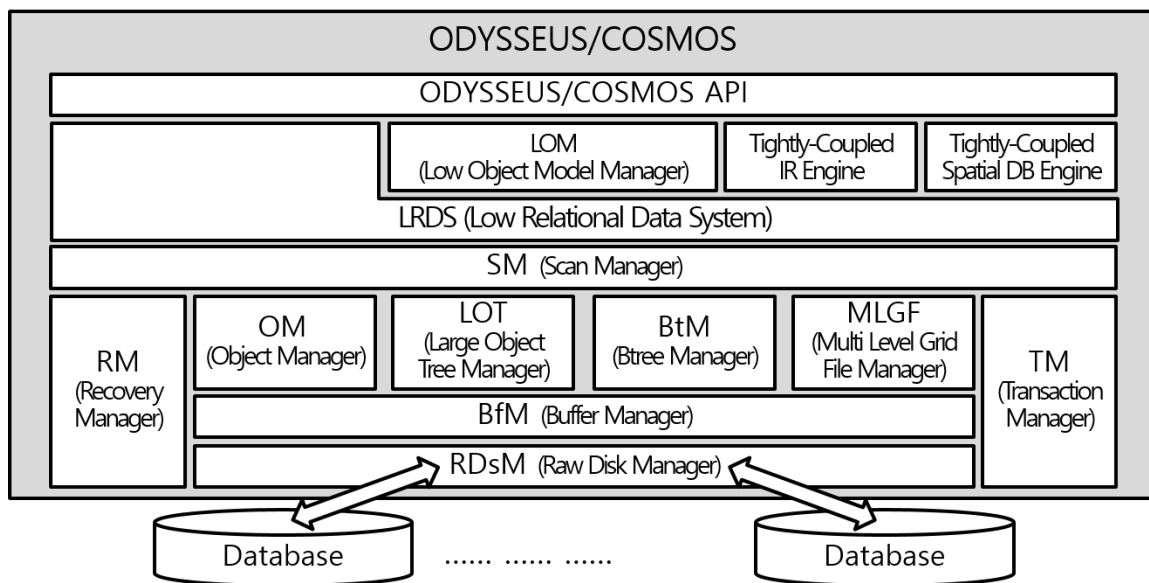 ODYSSEUS/COSMOS
ODYSSEUS/COSMOS API
LOM
(Low Object Model Manager)
Tightly-Coupled
IR Engine
Tightly-Coupled
Spatial DB Engine
LRDS (Low Relational Data System)
SM (Scan Manager)
RM
(Recovery
Manager)
OM
(Object Manager)
LOT
(Large Object
Tree Manager)
BtM
(Btree Manager)
MLGF
(Multi Level Grid
File Manager)
TM
(Transaction
Manager)
BfM (Buffer Manager)
RDsM (Raw Disk Manager)
Database
...... ...... ......
Database